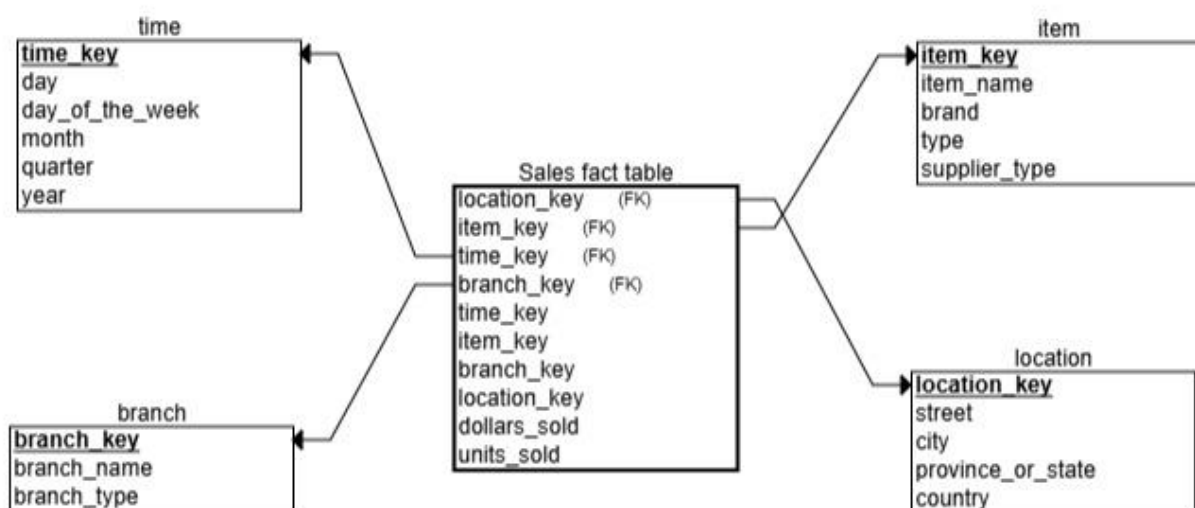 time
time_key
day
day_of_the_week
month
quarter
year
item
item_key
item_name
brand
type
supplier_type
Sales fact table
location_key (FK)
item_key (FK)
time_key (FK)
branch_key (FK)
time_key
item_key
branch_key
location_key
dollars_sold
units_sold
branch
branch_key
branch_name
branch_type
location
location_key
street
city
province_or_state
country